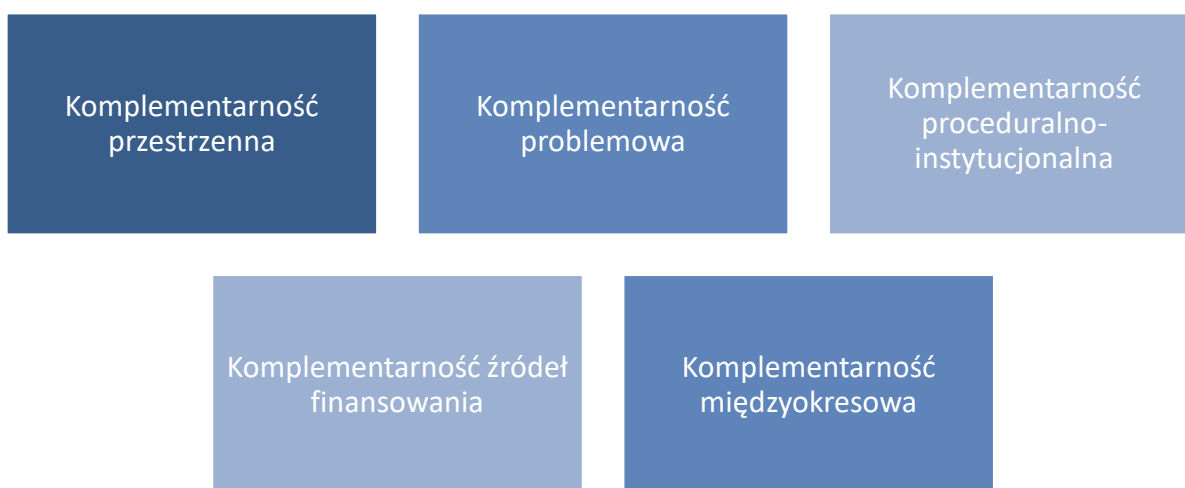 Komplementarność
przestrzenna
Komplementarność
problemowa
Komplementarność
proceduralno-
instytucjonalna
Komplementarność źródeł
finansowania
Komplementarność
międzyokresowa